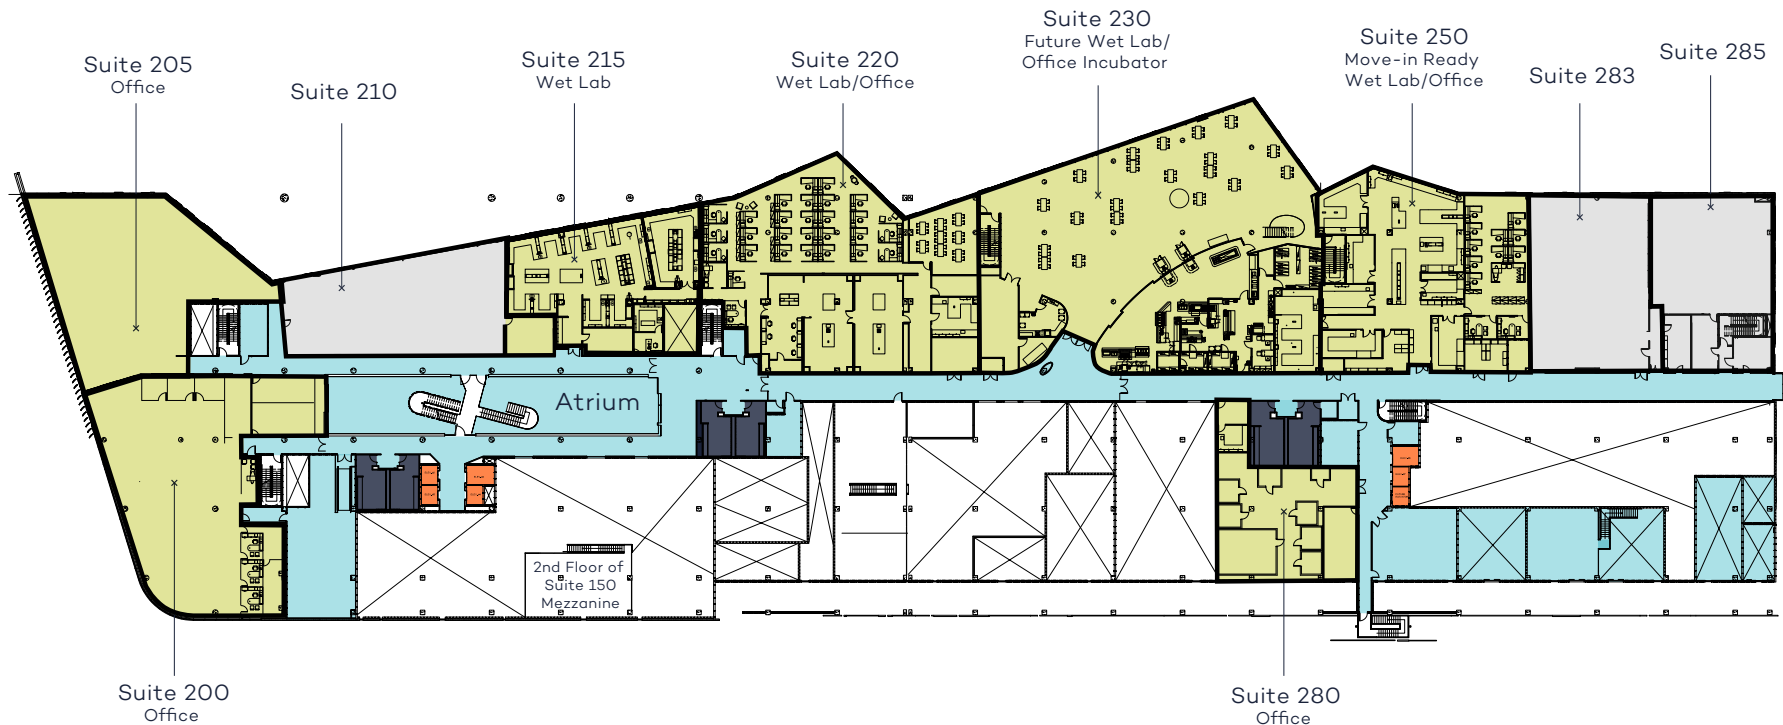 Suite 205
Office
Suite 210
Suite 215
Wet Lab
Suite 220
Wet Lab/Office
Suite 230
Future Wet Lab/
Office Incubator
Suite 250
Move-in Ready
Wet Lab/Office
Suite 283
Suite 285
Atrium
2nd Floor of
Suite 150
Mezzanine
Suite 200
Office
Suite 280
Office